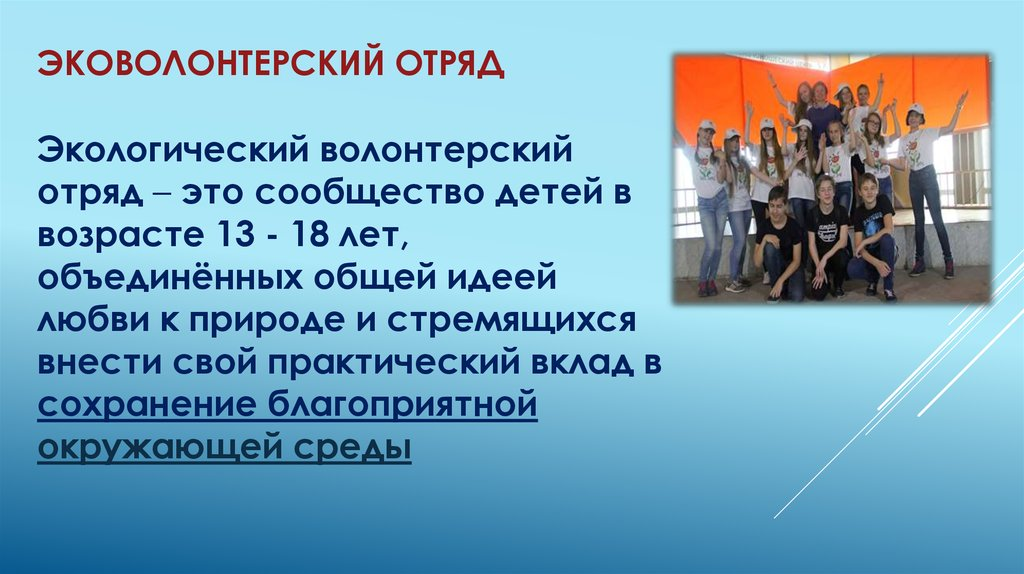 ЭКОВОЛОНТЕРСКИЙ ОТРЯД
Экологический волонтерский
отряд – это сообщество детей в
возрасте 13 - 18 лет,
объединённых общей идеей
любви к природе и стремящихся
внести свой практический вклад в
сохранение благоприятной
окружающей среды